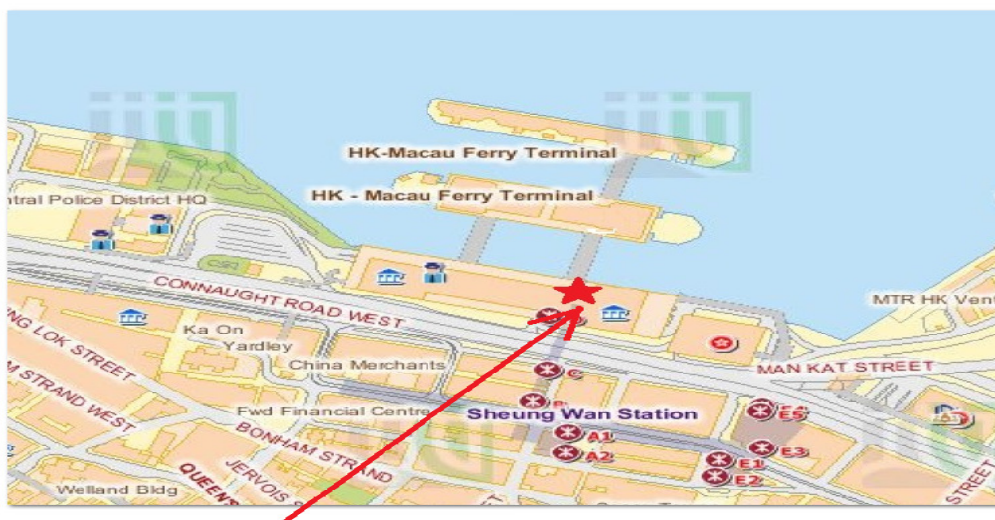 HK-Macau Ferry Terminal
HK - Macau Ferry Terminal
tral Police District HQ
CONNAUGHT ROAD WEST
MTR HK Vent
NG LOK STREET
Ka On
Yardley
China Merchants
MAN KAT STREET
C
M STRAND WEST
Fwd Financial Centre
Sheung Wan Station
E5
A1
BONHAM STRAND
A2
E3
E1
E2
JERVOIS S
QUEEN'S
Welland Bldg